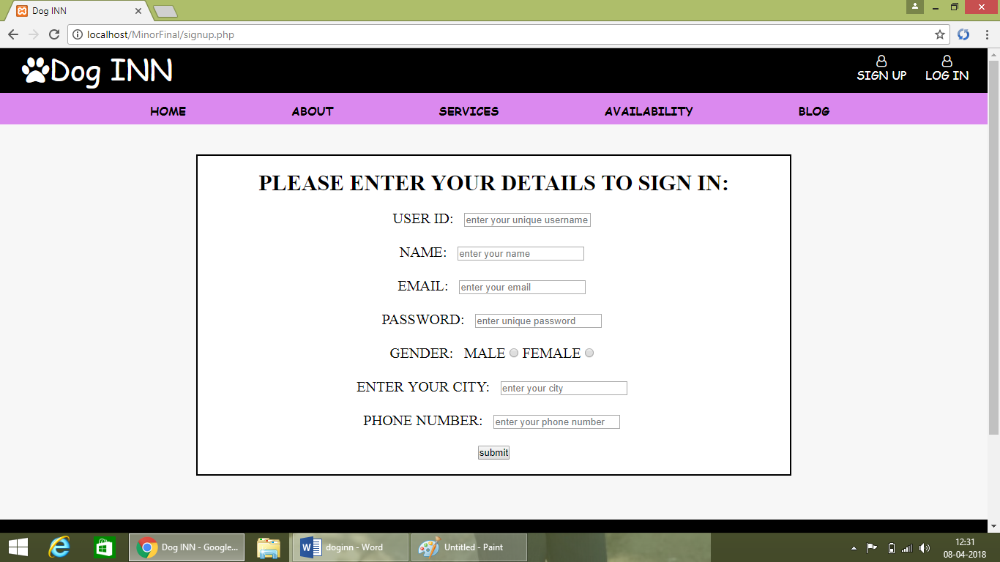 Dog INN
localhost/MinorFinal/signup.php
Dog INN
SIGN UP LOG IN
HOME ABOUT SERVICES AVAILABILITY BLOG
PLEASE ENTER YOUR DETAILS TO SIGN IN:
USER ID: enter your unique username
NAME: enter your name
EMAIL: enter your email
PASSWORD: enter unique password
GENDER: MALE FEMALE
ENTER YOUR CITY: enter your city
PHONE NUMBER: enter your phone number
submit
Dog INN - Google... doginn - Word Untitled - Paint 12:31
08-04-2018